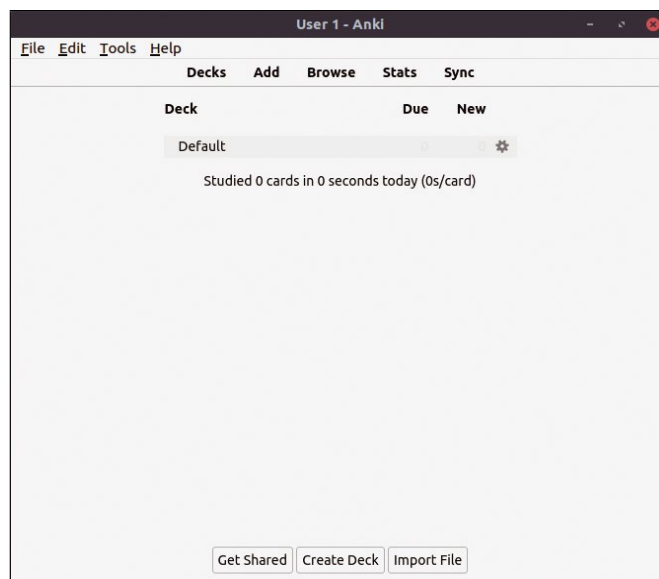 User 1 - Anki
File Edit Tools Help
Decks Add Browse Stats Sync
Deck Due New
Default 0 0
Studied 0 cards in 0 seconds today (0s/card)
Get Shared Create Deck Import File